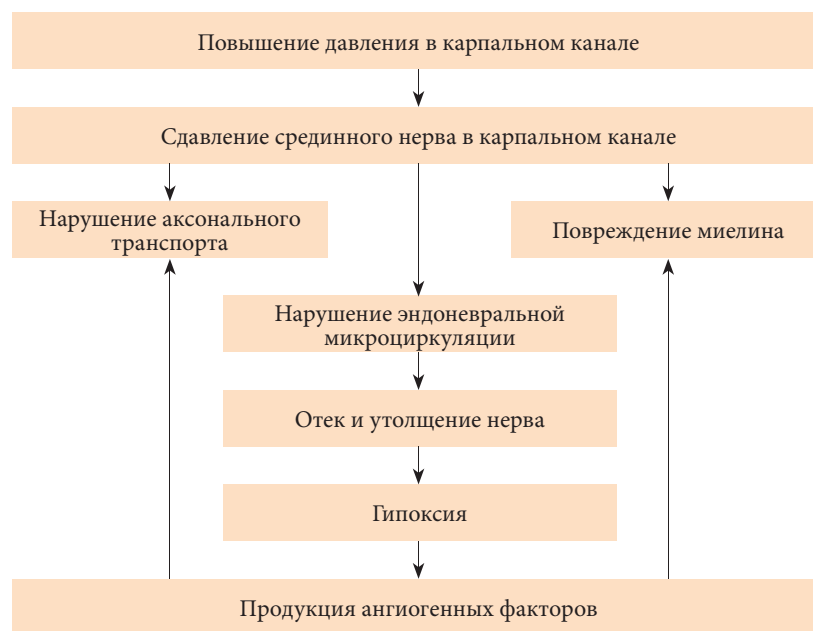 Повышение давления в карпальном канале
Сдавление срединного нерва в карпальном канале
Нарушение аксонального
транспорта
Повреждение миелина
Нарушение эндоневральной
микроциркуляции
Отек и утолщение нерва
Гипоксия
Продукция ангиогенных факторов